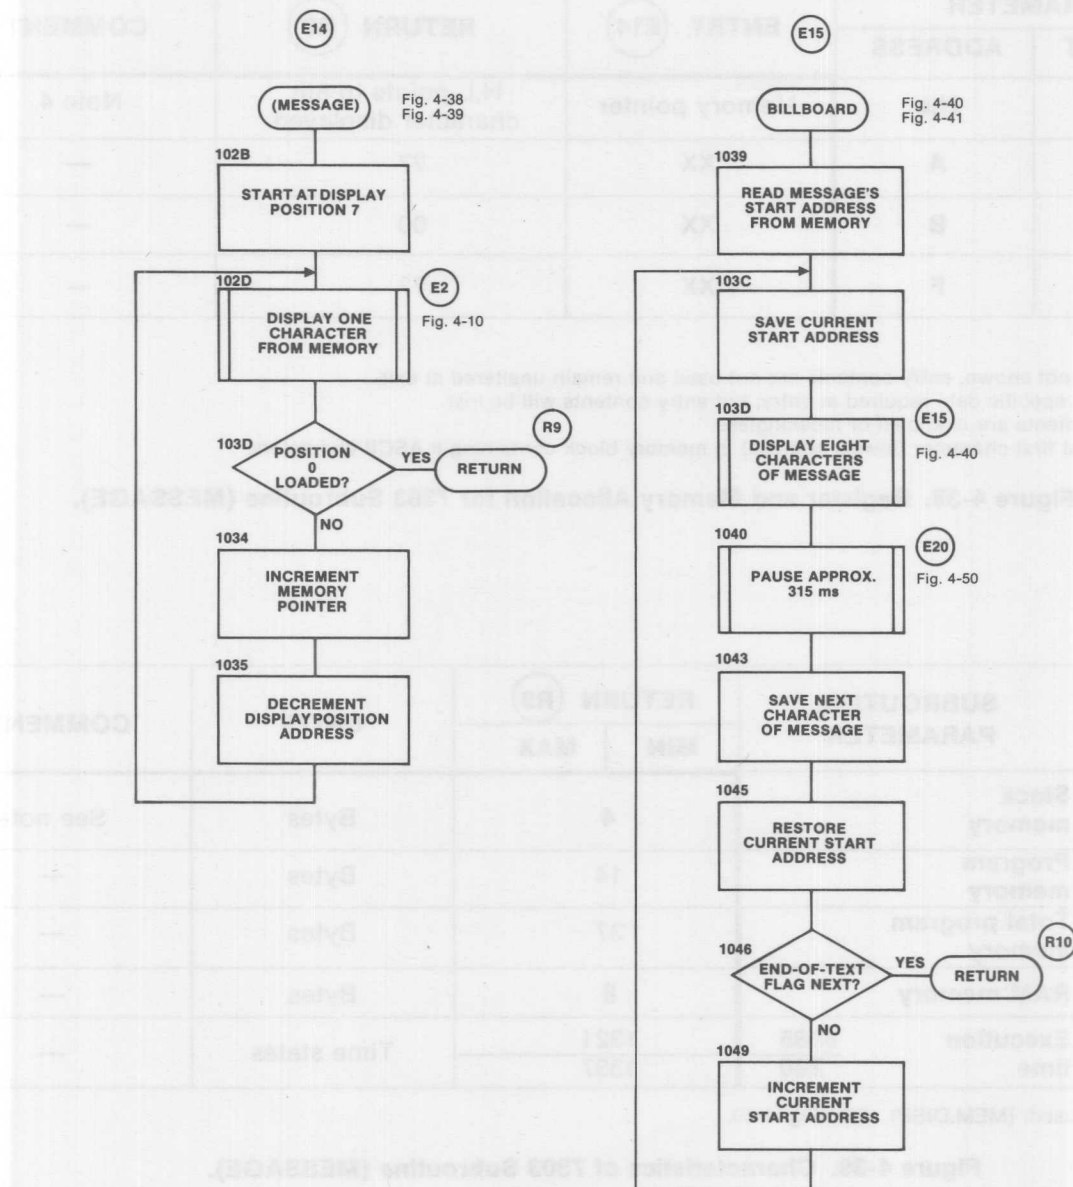 E14
(MESSAGE)
Fig. 4-38
Fig. 4-39
102B
START AT DISPLAY
POSITION 7
102D
E2
Fig. 4-10
DISPLAY ONE
CHARACTER
FROM MEMORY
103D
POSITION
0
LOADED?
YES
R9
RETURN
NO
1034
INCREMENT
MEMORY
POINTER
1035
DECREMENT
DISPLAY POSITION
ADDRESS
E15
BILLBOARD
Fig. 4-40
Fig. 4-41
1039
READ MESSAGE'S
START ADDRESS
FROM MEMORY
103C
SAVE CURRENT
START ADDRESS
103D
E15
Fig. 4-40
DISPLAY EIGHT
CHARACTERS
OF MESSAGE
1040
E20
Fig. 4-50
PAUSE APPROX.
315 ms
1043
SAVE NEXT
CHARACTER
OF MESSAGE
1045
RESTORE
CURRENT START
ADDRESS
1046
END-OF-TEXT
FLAG NEXT?
YES
R10
RETURN
NO
1049
INCREMENT
CURRENT
START ADDRESS